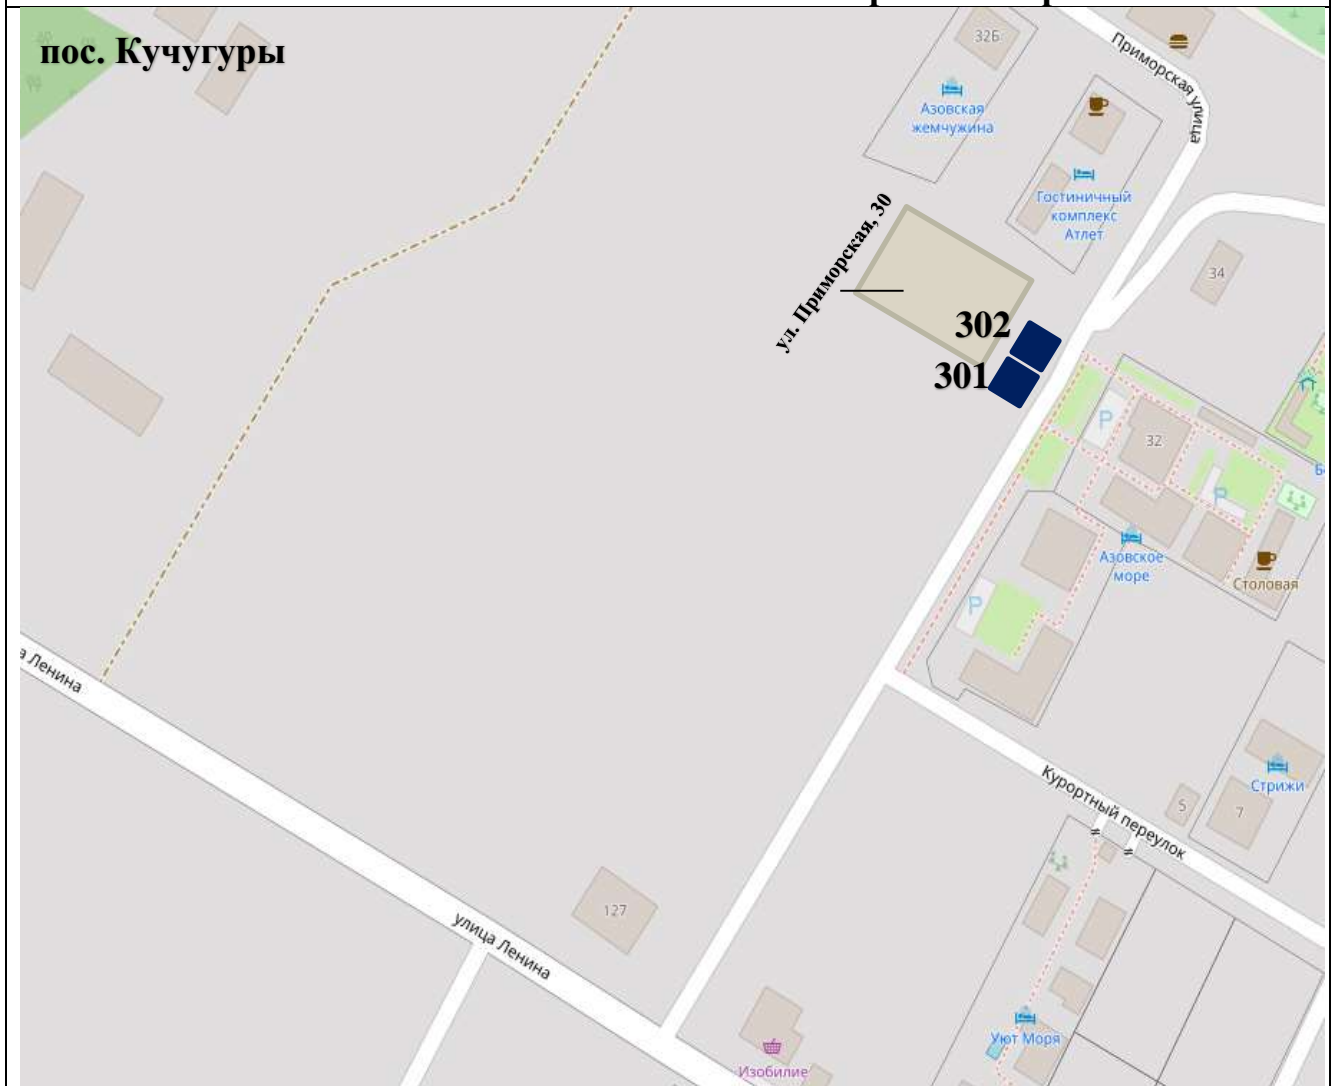 пос. Кучугуры
32Б
Приморская улица
Азовская
жемчужина
Гостиничный
комплекс
Атлет
ул. Приморская, 30
34
302
301
P
32
P
Азовское
море
Столовая
P
а Ленина
Курортный переулок
Стрижи
5
7
127
улица Ленина
Уют Моря
Изобилие